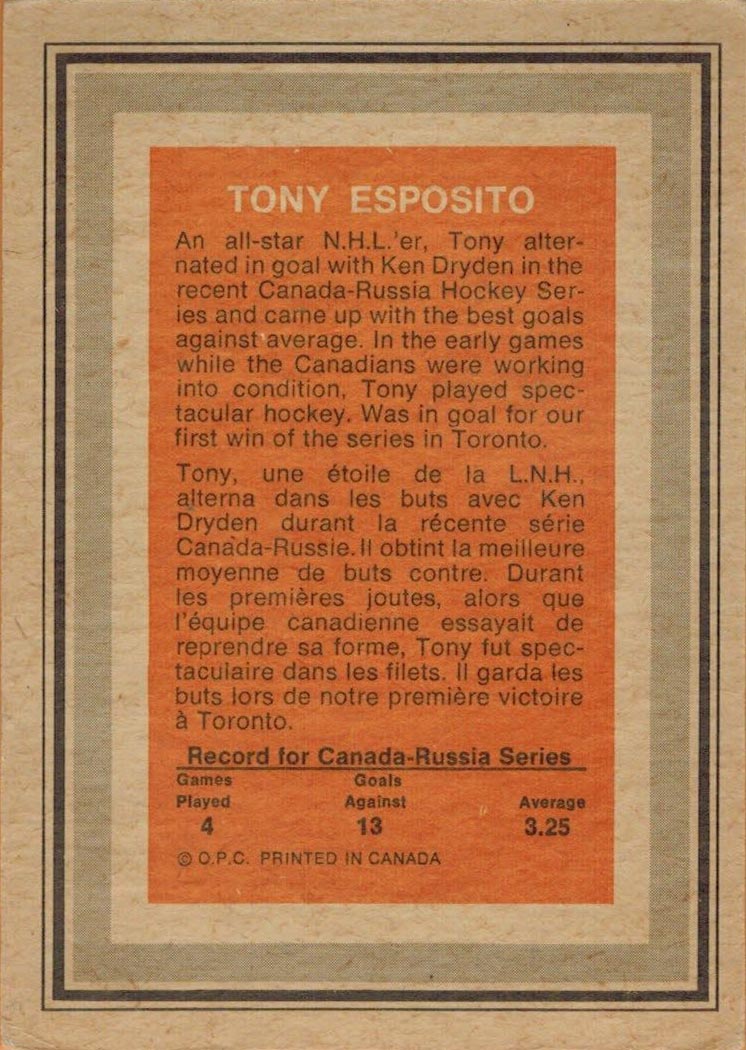 TONY ESPOSITO
An all-star N.H.L.'er, Tony alter-
nated in goal with Ken Dryden in the
recent Canada-Russia Hockey Ser-
ies and came up with the best goals
against average. In the early games
while the Canadians were working
into condition, Tony played spec-
tacular hockey. Was in goal for our
first win of the series in Toronto.
Tony, une étoile de la L.N.H.,
alterna dans les buts avec Ken
Dryden durant la récente série
Canada-Russie. Il obtint la meilleure
moyenne de buts contre. Durant
les premières joutes, alors que
l'équipe canadienne essayait de
reprendre sa forme, Tony fut spec-
taculaire dans les filets. Il garda les
buts lors de notre première victoire
à Toronto.
Record for Canada-Russia Series
Games Goals
Played Against Average
4 13 3.25
© O.P.C. PRINTED IN CANADA